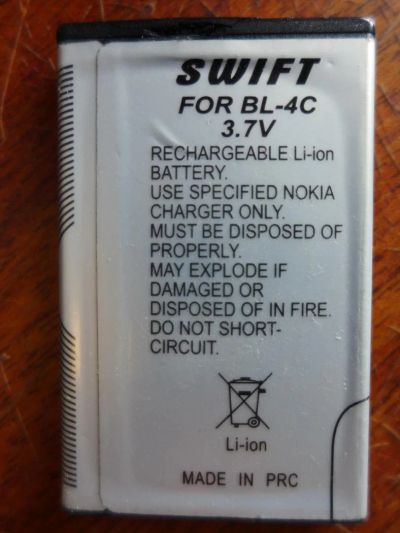 SWIFT
FOR BL-4C
3.7V
RECHARGEABLE Li-ion
BATTERY.
USE SPECIFIED NOKIA
CHARGER ONLY.
MUST BE DISPOSED OF
PROPERLY.
MAY EXPLODE IF
DAMAGED OR
DISPOSED OF IN FIRE.
DO NOT SHORT-
CIRCUIT.
Li-ion
MADE IN PRC